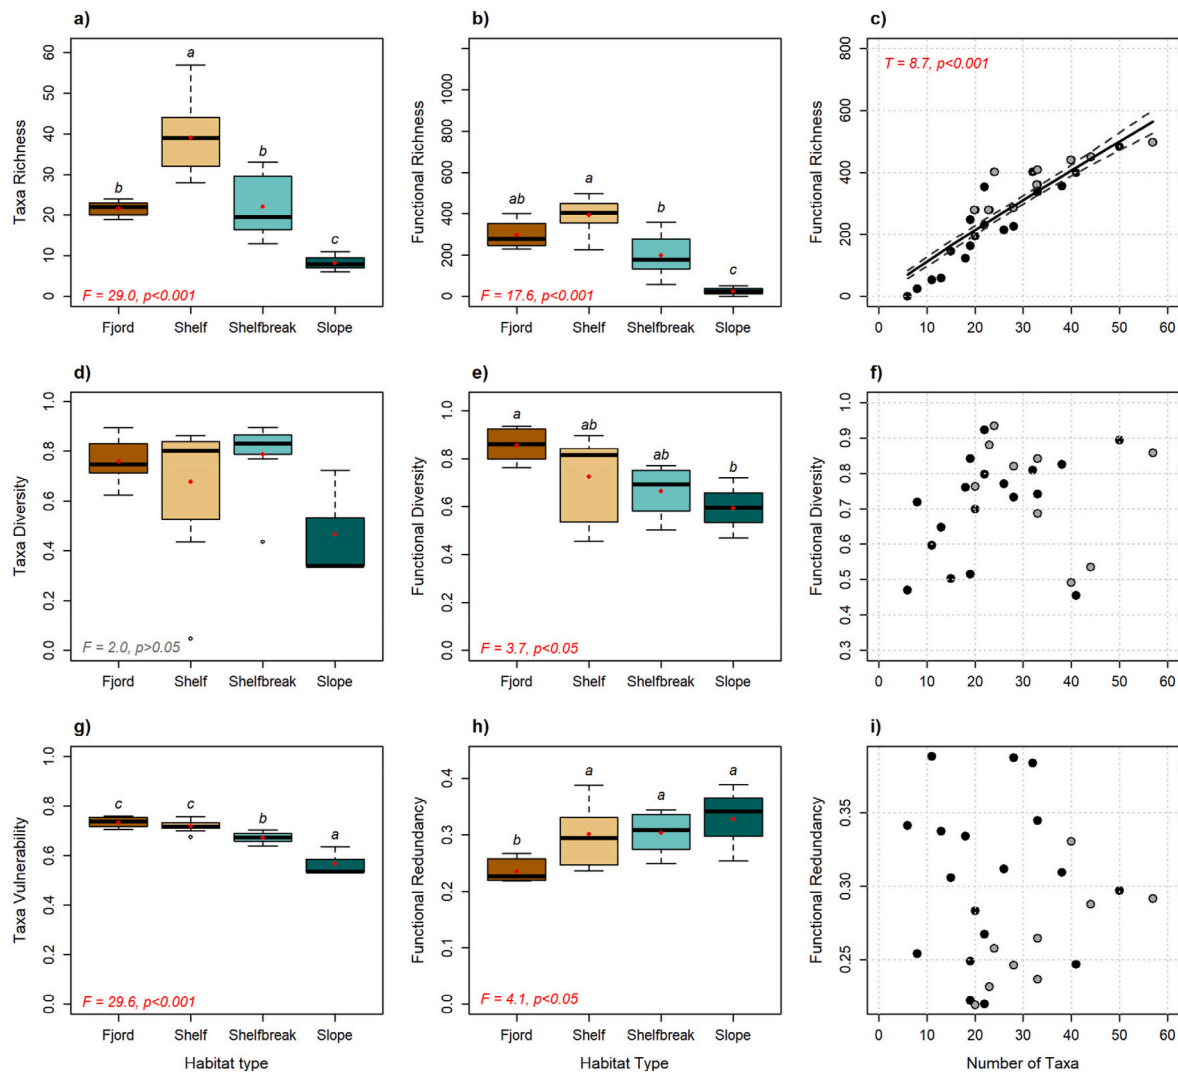 a)
Taxa Richness
60
50
40
30
20
10
0
a
b
b
c
F = 29.0, p<0.001
Fjord Shelf Shelfbreak Slope
b)
Functional Richness
1200
1000
800
600
400
200
0
ab
a
b
c
F = 17.6, p<0.001
Fjord Shelf Shelfbreak Slope
c)
Functional Richness
800
600
400
200
0
T = 8.7, p<0.001
0 10 20 30 40 50 60
d)
Taxa Diversity
1.0
0.8
0.6
0.4
0.2
0.0
F = 2.0, p>0.05
Fjord Shelf Shelfbreak Slope
e)
Functional Diversity
1.0
0.8
0.6
0.4
0.2
0.0
a
ab
ab
b
F = 3.7, p<0.05
Fjord Shelf Shelfbreak Slope
f)
Functional Diversity
1.0
0.9
0.8
0.7
0.6
0.5
0.4
0.3
0 10 20 30 40 50 60
g)
Taxa Vulnerability
1.0
0.8
0.6
0.4
0.2
0.0
c
c
b
a
F = 29.6, p<0.001
Fjord Shelf Shelfbreak Slope
Habitat type
h)
Functional Redundancy
0.4
0.3
0.2
0.1
0.0
b
a
a
a
F = 4.1, p<0.05
Fjord Shelf Shelfbreak Slope
Habitat Type
i)
Functional Redundancy
0.35
0.30
0.25
0 10 20 30 40 50 60
Number of Taxa